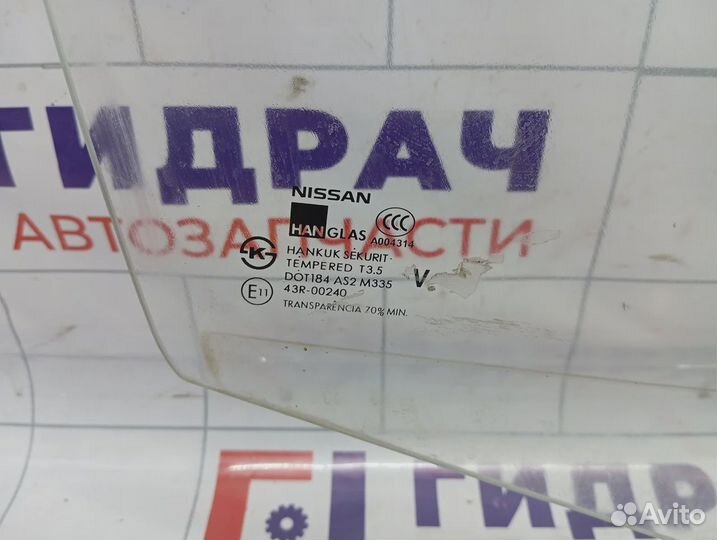 ГИДРАЧ
АВТОЗАПЧАСТИ
NISSAN
HANGLAS
CCC
A004314
K
HANKUK SEKURIT
TEMPERED T3.5
DOT184 AS2 M335
V
E11
43R-00240
TRANSPARÊNCIA 70% MIN.
ГИДР
Avito